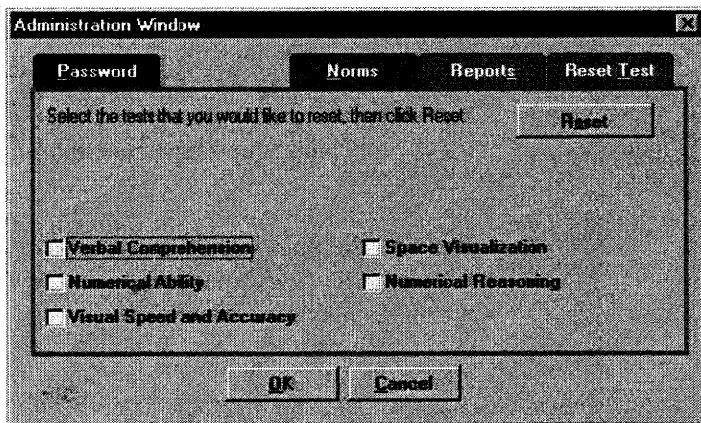 Administration Window
Password Norms Reports Reset Test
Select the tests that you would like to reset, then click Reset Reset
Verbal Comprehension Space Visualization
Numerical Ability Numerical Reasoning
Visual Speed and Accuracy
OK Cancel